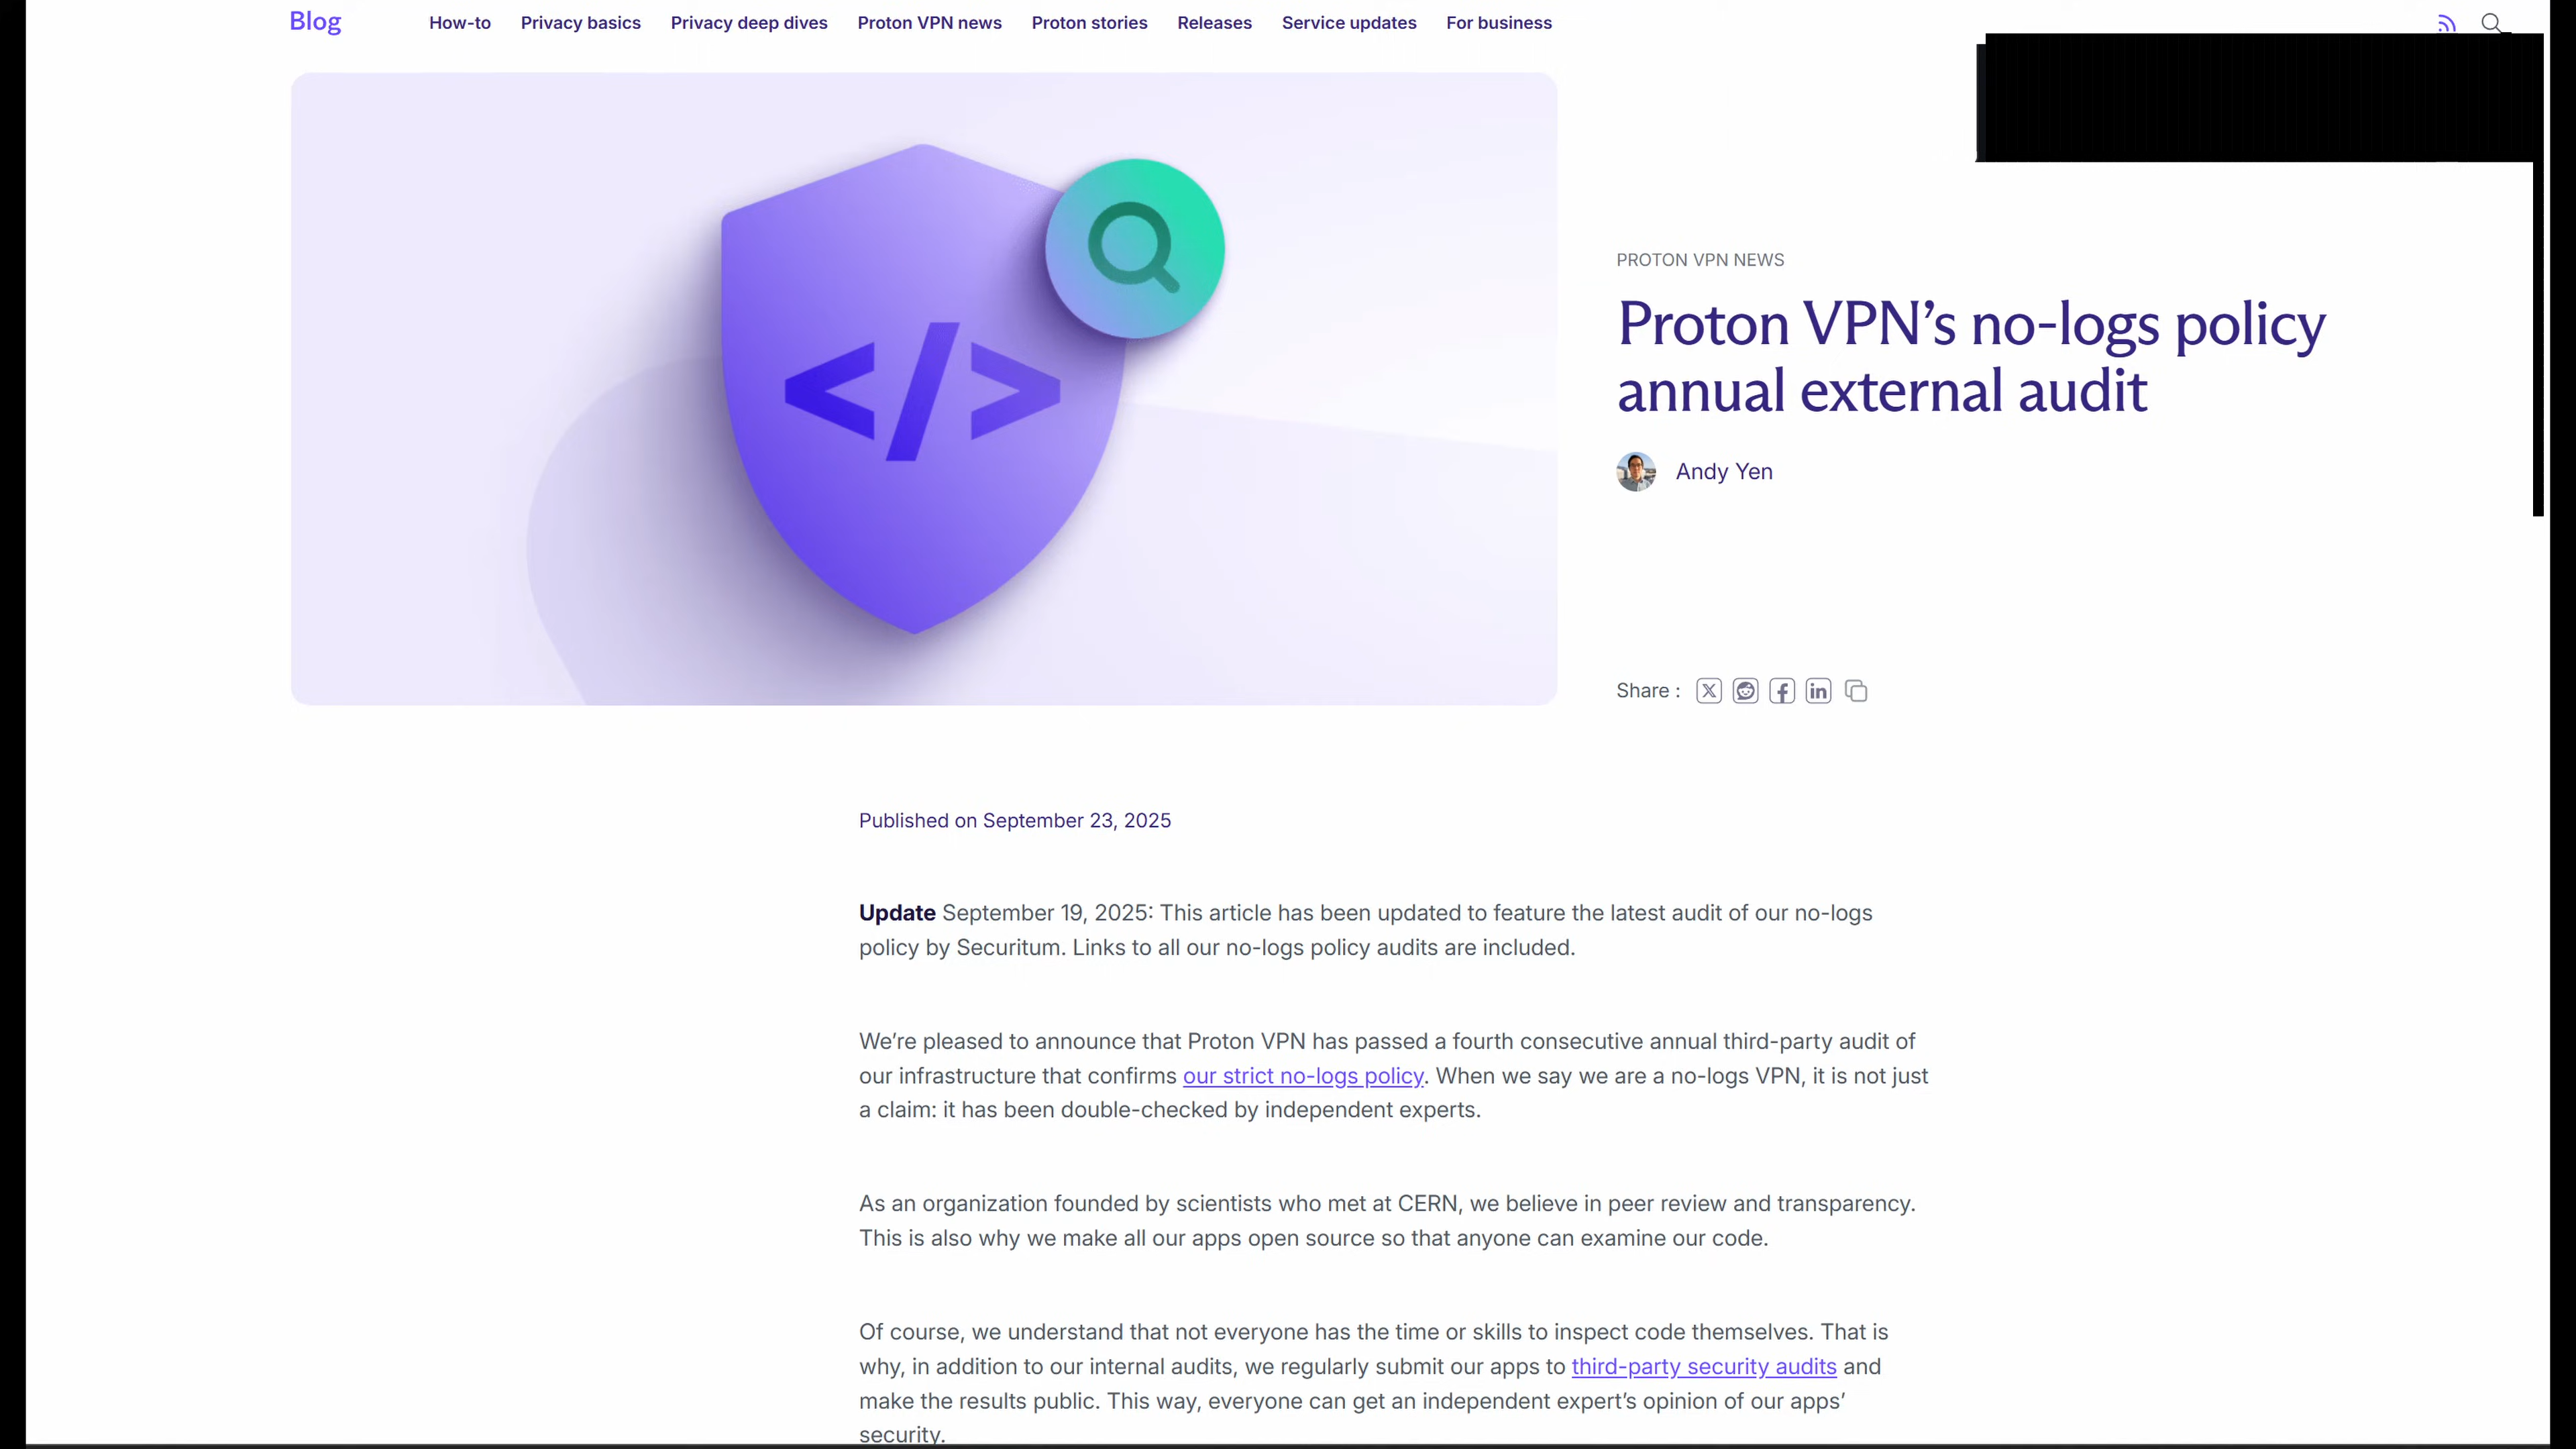 Blog
How-to
Privacy basics
Privacy deep dives
Proton VPN news
Proton stories
Releases
Service updates
For business
</>
PROTON VPN NEWS
Proton VPN’s no-logs policy
annual external audit
Andy Yen
Share :
Published on September 23, 2025
Update September 19, 2025: This article has been updated to feature the latest audit of our no-logs
policy by Securitum. Links to all our no-logs policy audits are included.
We’re pleased to announce that Proton VPN has passed a fourth consecutive annual third-party audit of
our infrastructure that confirms our strict no-logs policy. When we say we are a no-logs VPN, it is not just
a claim: it has been double-checked by independent experts.
As an organization founded by scientists who met at CERN, we believe in peer review and transparency.
This is also why we make all our apps open source so that anyone can examine our code.
Of course, we understand that not everyone has the time or skills to inspect code themselves. That is
why, in addition to our internal audits, we regularly submit our apps to third-party security audits and
make the results public. This way, everyone can get an independent expert’s opinion of our apps’
security.